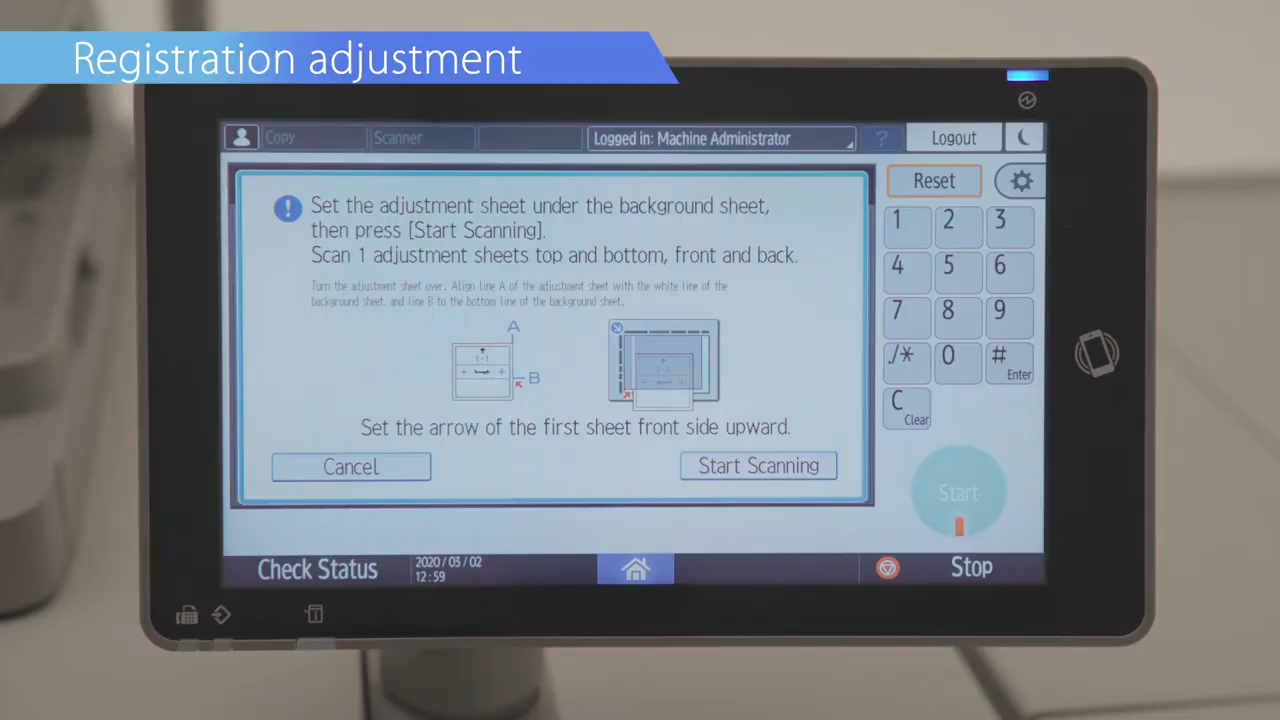 Registration adjustment
Copy
Scanner
Logged in: Machine Administrator
?
Logout
Set the adjustment sheet under the background sheet,
then press [Start Scanning].
Scan 1 adjustment sheets top and bottom, front and back.
Turn the adjustment sheet over. Align line A of the adjustment sheet with the white line of the
background sheet, and line B to the bottom line of the background sheet.
A
1-1
B
Set the arrow of the first sheet front side upward.
Cancel
Start Scanning
Reset
1
2
3
4
5
6
7
8
9
./*
0
#
Enter
C
Clear
Start
Check Status
2020/03/02
12:59
Stop